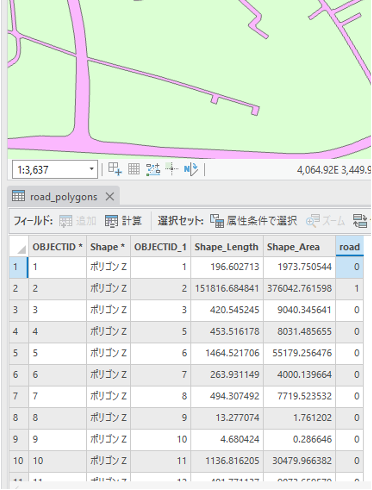 1:3,637
4,064.92E 3,449.9
road_polygons
フィールド: 追加 計算 選択セット: 属性条件で選択 ズーム
OBJECTID * Shape * OBJECTID_1 Shape_Length Shape_Area road
1 1 ポリゴン Z 1 196.602713 1973.750544 0
2 2 ポリゴン Z 2 151816.684841 376042.761598 1
3 3 ポリゴン Z 3 420.545245 9040.345641 0
4 4 ポリゴン Z 5 453.516178 8031.485655 0
5 5 ポリゴン Z 6 1464.521706 55179.256476 0
6 6 ポリゴン Z 7 263.931149 4000.139664 0
7 7 ポリゴン Z 8 494.307492 7719.523532 0
8 8 ポリゴン Z 9 13.277074 1.761202 0
9 9 ポリゴン Z 10 4.680424 0.286646 0
10 10 ポリゴン Z 11 1136.816205 30479.966382 0